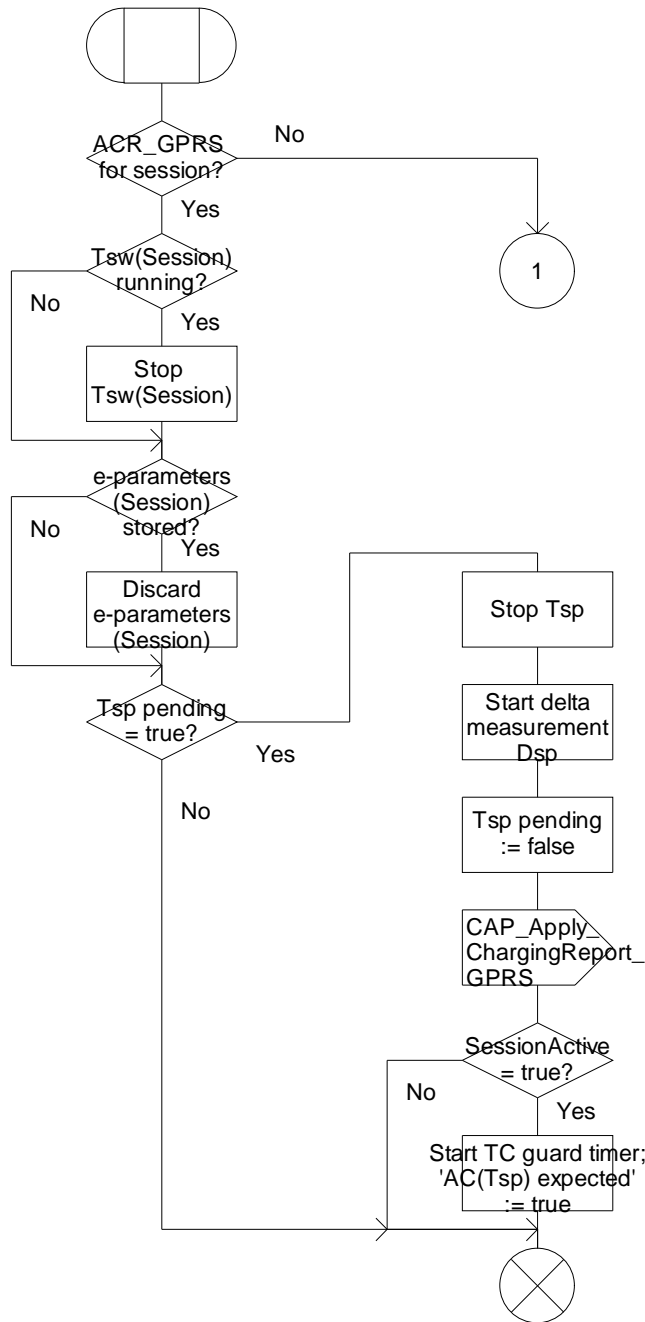 ACR_GPRS
for session?
No
Yes
1
Tsw(Session)
running?
No
Yes
Stop
Tsw(Session)
e-parameters
(Session)
stored?
No
Yes
Discard
e-parameters
(Session)
Tsp pending
= true?
Yes
No
Stop Tsp
Start delta
measurement
Dsp
Tsp pending
:= false
CAP_Apply_
ChargingReport_
GPRS
SessionActive
= true?
No
Yes
Start TC guard timer;
'AC(Tsp) expected'
:= true